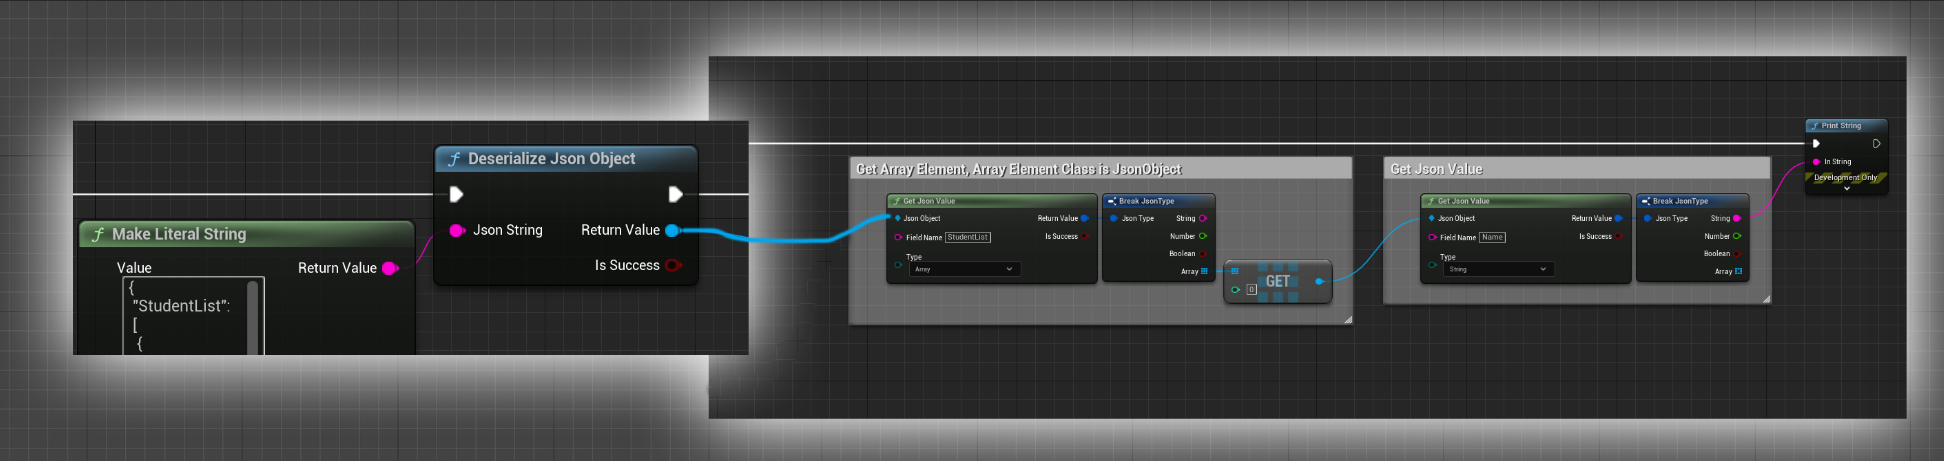 Deserialize Json Object
Json String
Return Value
Is Success
Make Literal String
Value
Return Value
{
"StudentList":
[
{
Get Array Element, Array Element Class is JsonObject
Get Json Value
Json Object
Return Value
Field Name StudentList
Is Success
Type
Array
Break JsonType
Json Type
String
Number
Boolean
Array
GET
0
Get Json Value
Get Json Value
Json Object
Return Value
Field Name Name
Is Success
Type
String
Break JsonType
Json Type
String
Number
Boolean
Array
Print String
In String
Development Only